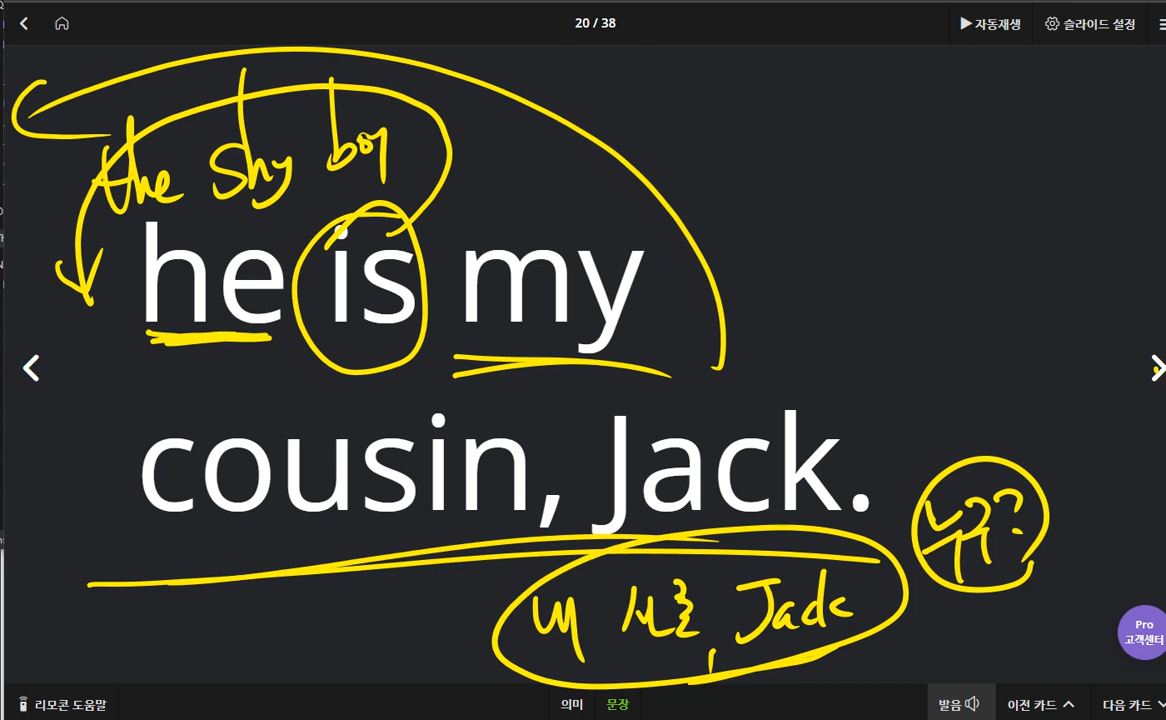 20 / 38
자동재생
슬라이드 설정
the shy boy
he is my
cousin, Jack.
누구?
내 사촌 Jack
Pro
고객센터
리모콘 도움말
의미
문장
발음
이전 카드
다음 카드